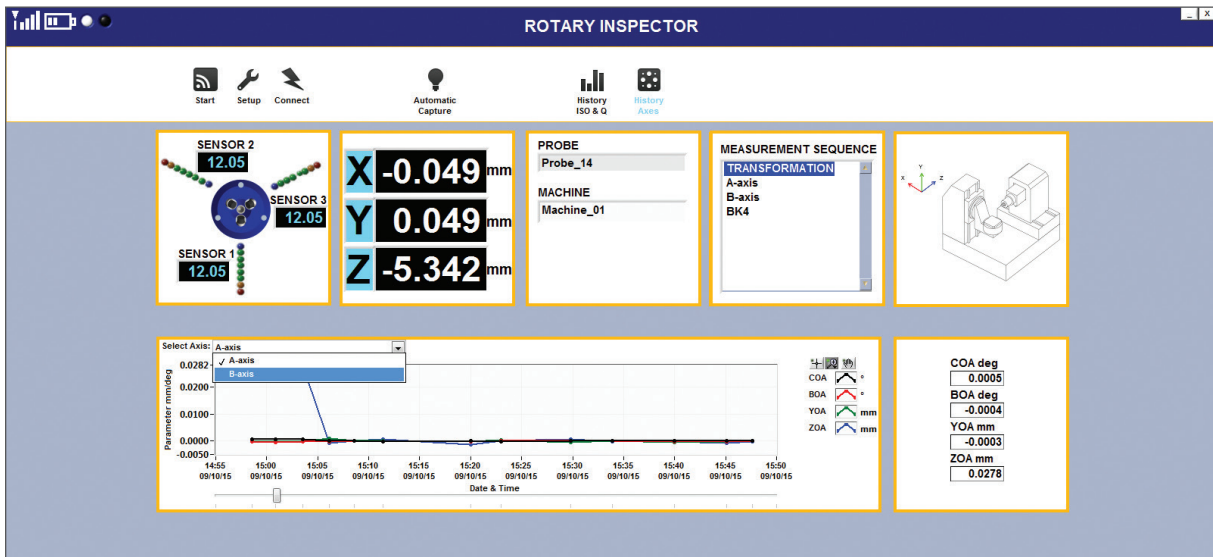 ROTARY INSPECTOR
_ X
Start
Setup
Connect
Automatic
Capture
History
ISO & Q
History
Axes
SENSOR 2
12.05
SENSOR 3
12.05
SENSOR 1
12.05
X -0.049 mm
Y 0.049 mm
Z -5.342 mm
PROBE
Probe_14
MACHINE
Machine_01
MEASUREMENT SEQUENCE
TRANSFORMATION
A-axis
B-axis
BK4
Y
X Z
Select Axis: A-axis
✓ A-axis
B-axis
Parameter mm/deg
0.0282
0.0200
0.0100
0.0000
-0.0050
14:55 15:00 15:05 15:10 15:15 15:20 15:25 15:30 15:35 15:40 15:45 15:50
09/10/15 09/10/15 09/10/15 09/10/15 09/10/15 09/10/15 09/10/15 09/10/15 09/10/15 09/10/15 09/10/15 09/10/15
Date & Time
COA °
BOA °
YOA mm
ZOA mm
COA deg
0.0005
BOA deg
-0.0004
YOA mm
-0.0003
ZOA mm
0.0278